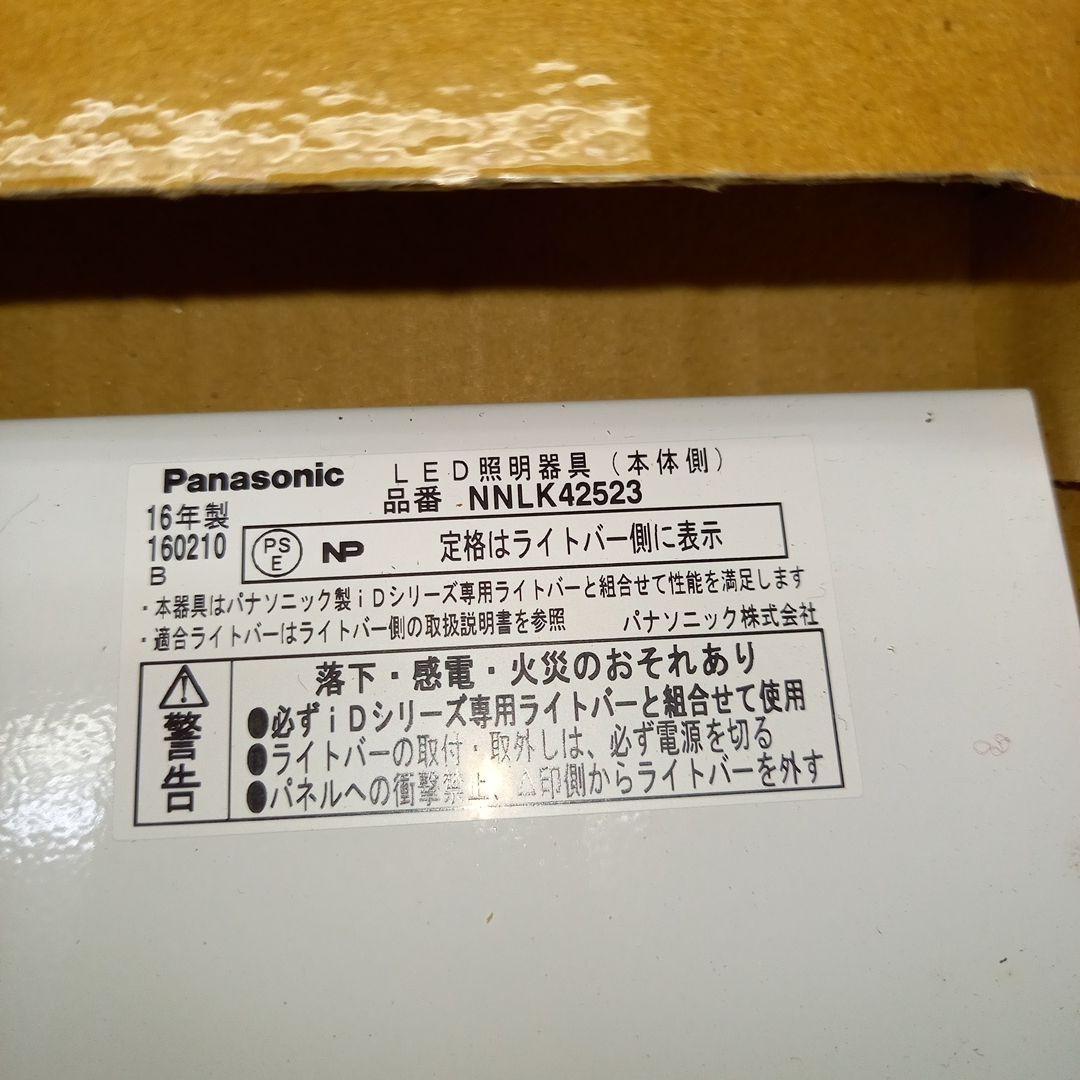 Panasonic LED照明器具(本体側)
品番 NNLK42523
16年製
160210
B
PS
E
NP 定格はライトバー側に表示
・本器具はパナソニック製iDシリーズ専用ライトバーと組合せて性能を満足します
・適合ライトバーはライトバー側の取扱説明書を参照 パナソニック株式会社
⚠警告
落下・感電・火災のおそれあり
●必ずiDシリーズ専用ライトバーと組合せて使用
●ライトバーの取付・取外しは、必ず電源を切る
●パネルへの衝撃禁止、△印側からライトバーを外す